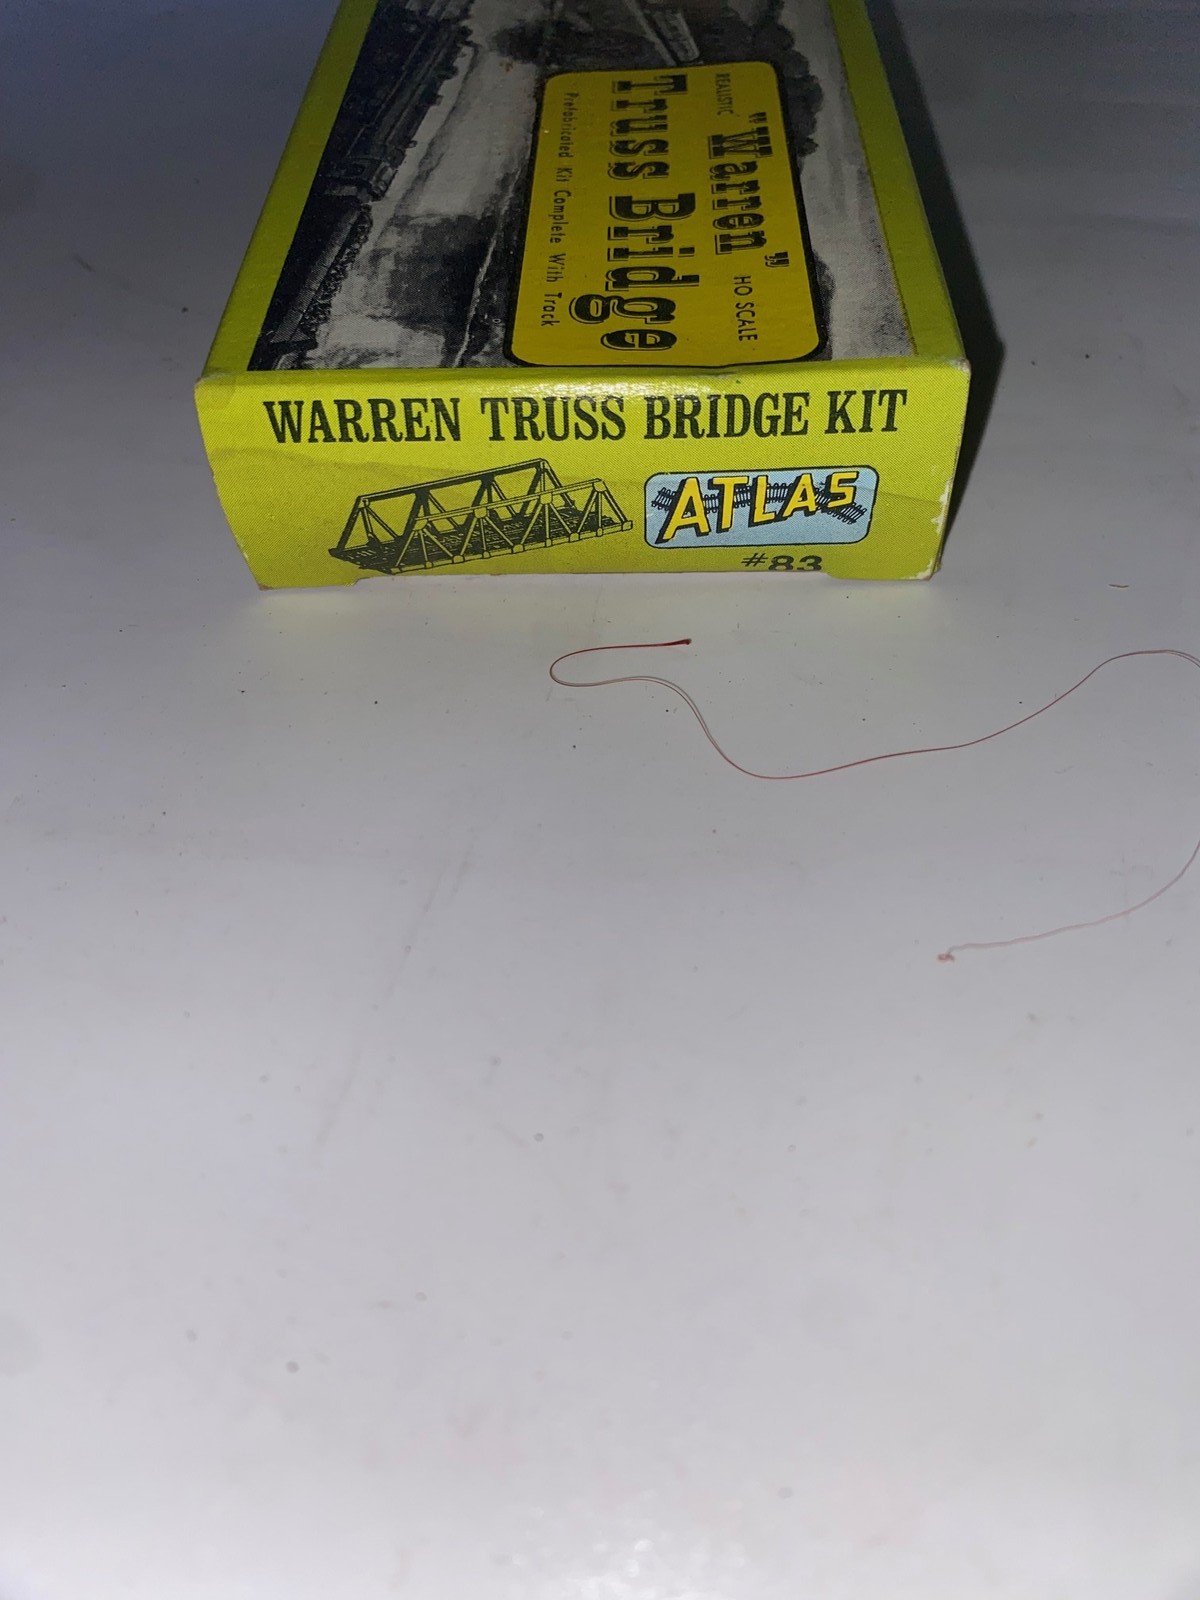 REALISTIC "Warren" HO SCALE
Truss Bridge
Prefabricated Kit Complete With Track
WARREN TRUSS BRIDGE KIT
ATLAS
#83